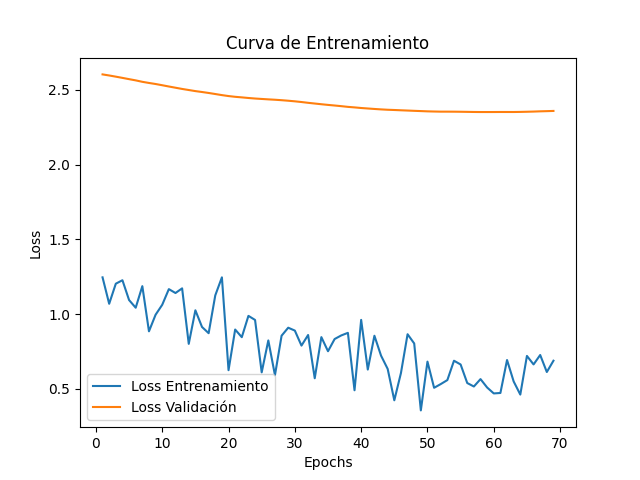 Curva de Entrenamiento
Loss
2.5
2.0
1.5
1.0
0.5
Loss Entrenamiento
Loss Validación
0 10 20 30 40 50 60 70
Epochs